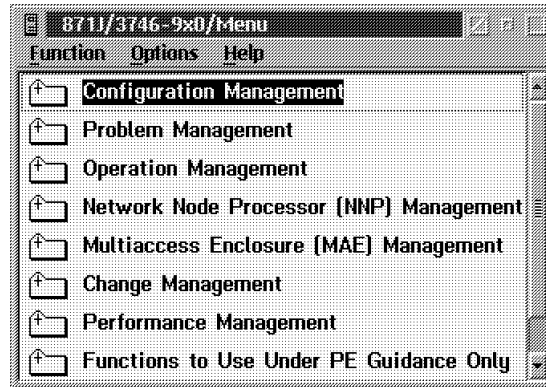 871J/3746-9x0/Menu
Function Options Help
Configuration Management
Problem Management
Operation Management
Network Node Processor (NNP) Management
Multiaccess Enclosure (MAE) Management
Change Management
Performance Management
Functions to Use Under PE Guidance Only